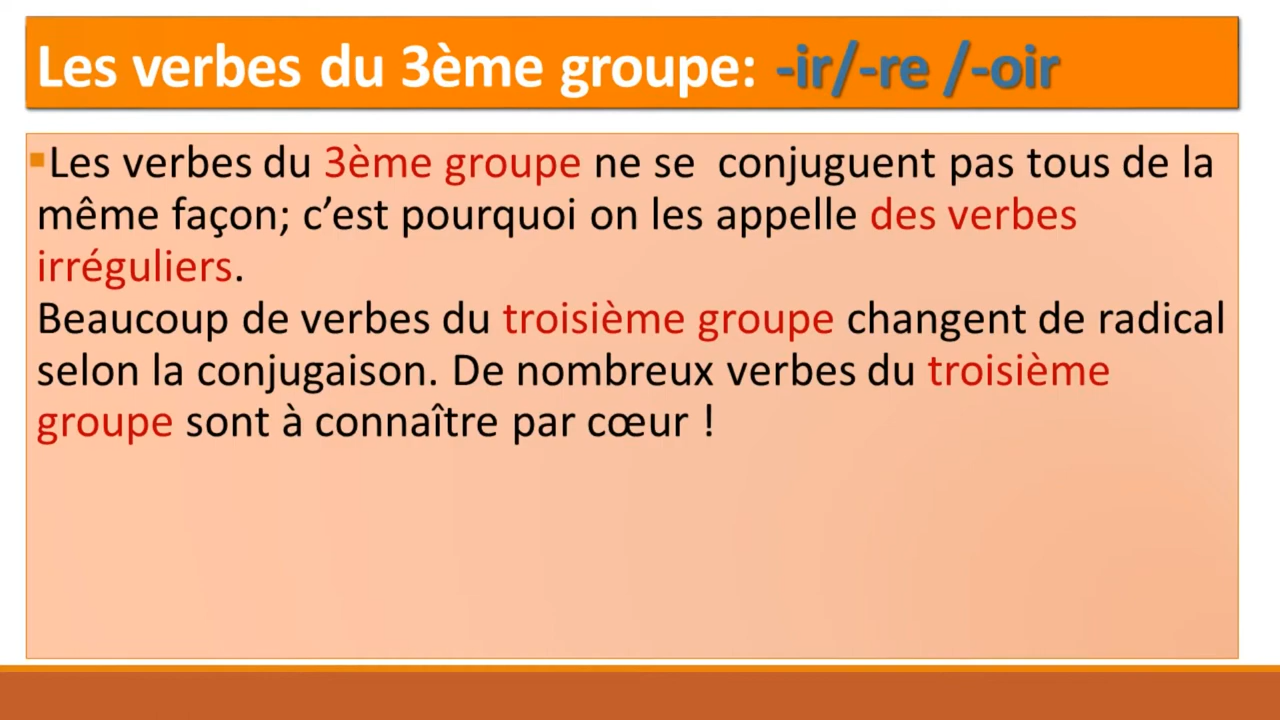 Les verbes du 3ème groupe: -ir/-re /-oir
▪Les verbes du 3ème groupe ne se conjuguent pas tous de la
même façon; c’est pourquoi on les appelle des verbes
irréguliers.
Beaucoup de verbes du troisième groupe changent de radical
selon la conjugaison. De nombreux verbes du troisième
groupe sont à connaître par cœur !